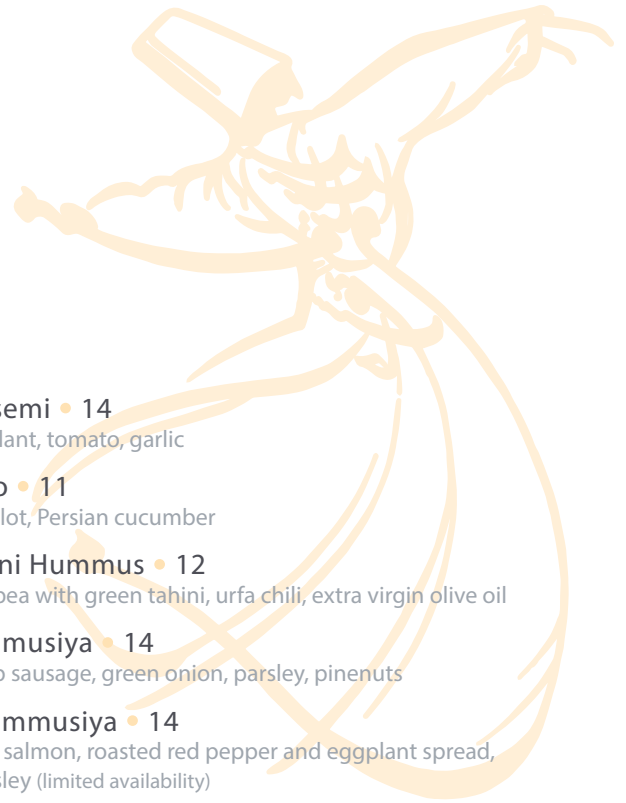 semi • 14
lant, tomato, garlic
o • 11
lot, Persian cucumber
ni Hummus • 12
pea with green tahini, urfa chili, extra virgin olive oil
musiya • 14
o sausage, green onion, parsley, pinenuts
mmusiya • 14
salmon, roasted red pepper and eggplant spread,
sley (limited availability)